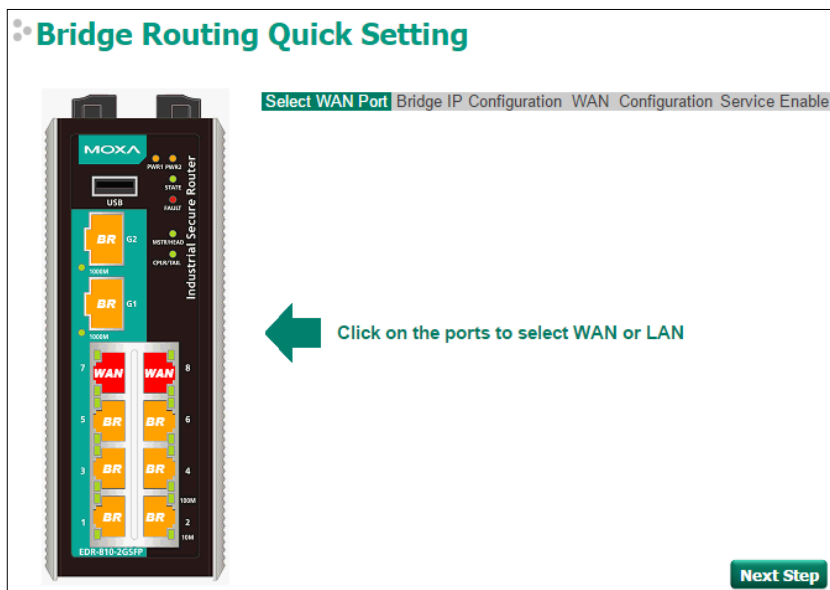 Bridge Routing Quick Setting
Select WAN Port Bridge IP Configuration WAN Configuration Service Enable
MOXA
PWR1 PWR2
STATE
FAULT
USB
MSTR/HEAD
CPLR/TAIL
Industrial Secure Router
BR G2
1000M
BR G1
1000M
7 WAN WAN 8
5 BR BR 6
3 BR BR 4
100M
1 BR BR 2
10M
EDR-810-2GSFP
Click on the ports to select WAN or LAN
Next Step